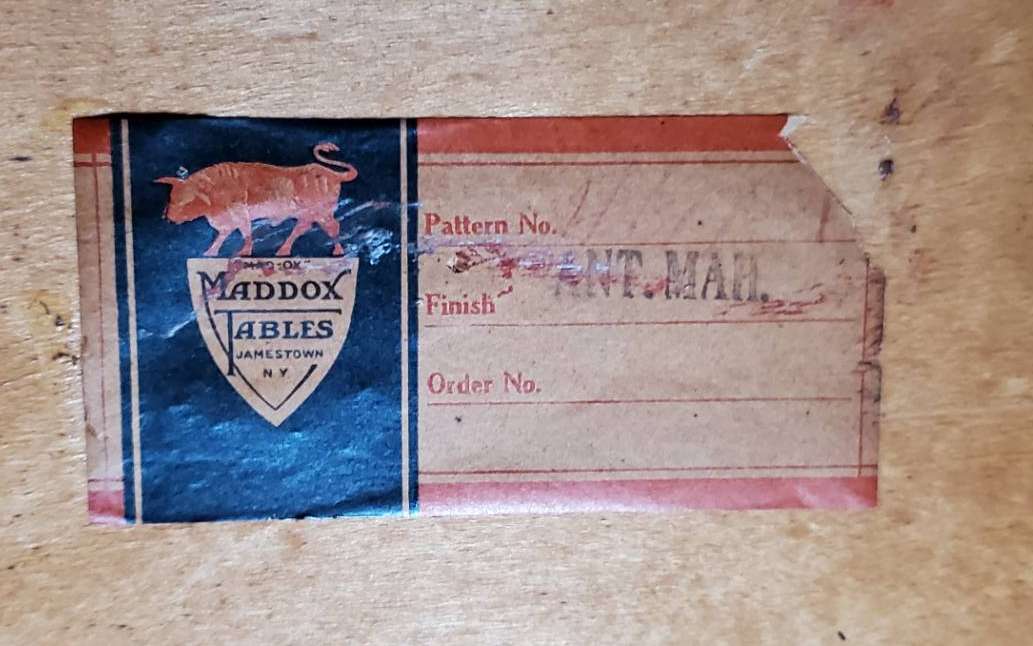 "MAD-OX"
MADDOX
TABLES
JAMESTOWN
N Y
Pattern No.
Finish ANT. MAH.
Order No.